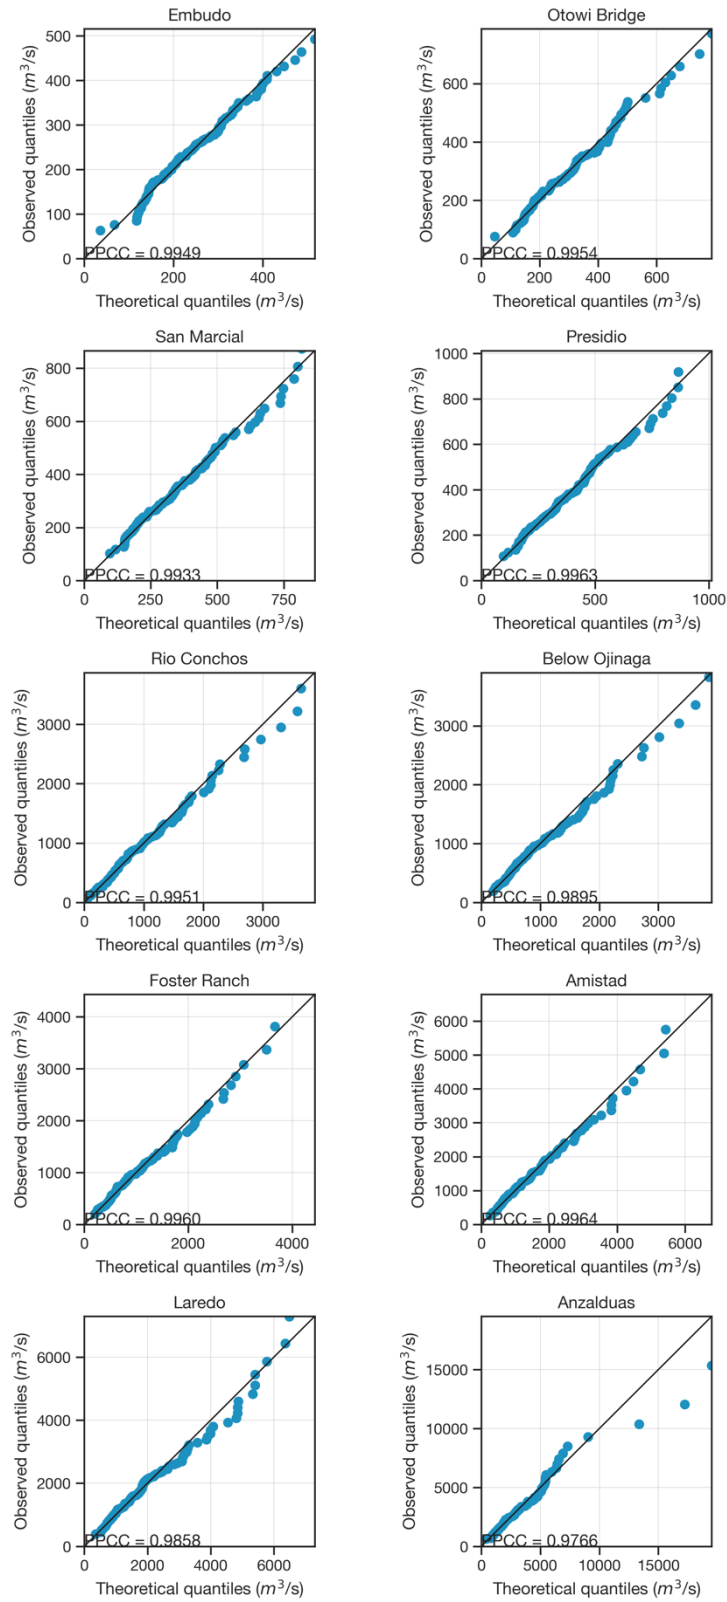 Embudo
Observed quantiles (m³/s)
500
400
300
200
100
0
PPCC = 0.9949
0 200 400
Theoretical quantiles (m³/s)
Otowi Bridge
Observed quantiles (m³/s)
600
400
200
0
PPCC = 0.9954
0 200 400 600
Theoretical quantiles (m³/s)
San Marcial
Observed quantiles (m³/s)
800
600
400
200
0
PPCC = 0.9933
0 250 500 750
Theoretical quantiles (m³/s)
Presidio
Observed quantiles (m³/s)
1000
800
600
400
200
0
PPCC = 0.9963
0 500 1000
Theoretical quantiles (m³/s)
Rio Conchos
Observed quantiles (m³/s)
3000
2000
1000
0
PPCC = 0.9951
0 1000 2000 3000
Theoretical quantiles (m³/s)
Below Ojinaga
Observed quantiles (m³/s)
3000
2000
1000
0
PPCC = 0.9895
0 1000 2000 3000
Theoretical quantiles (m³/s)
Foster Ranch
Observed quantiles (m³/s)
4000
3000
2000
1000
0
PPCC = 0.9960
0 2000 4000
Theoretical quantiles (m³/s)
Amistad
Observed quantiles (m³/s)
6000
5000
4000
3000
2000
1000
0
PPCC = 0.9964
0 2000 4000 6000
Theoretical quantiles (m³/s)
Laredo
Observed quantiles (m³/s)
6000
4000
2000
0
PPCC = 0.9858
0 2000 4000 6000
Theoretical quantiles (m³/s)
Anzalduas
Observed quantiles (m³/s)
15000
10000
5000
0
PPCC = 0.9766
0 5000 10000 15000
Theoretical quantiles (m³/s)